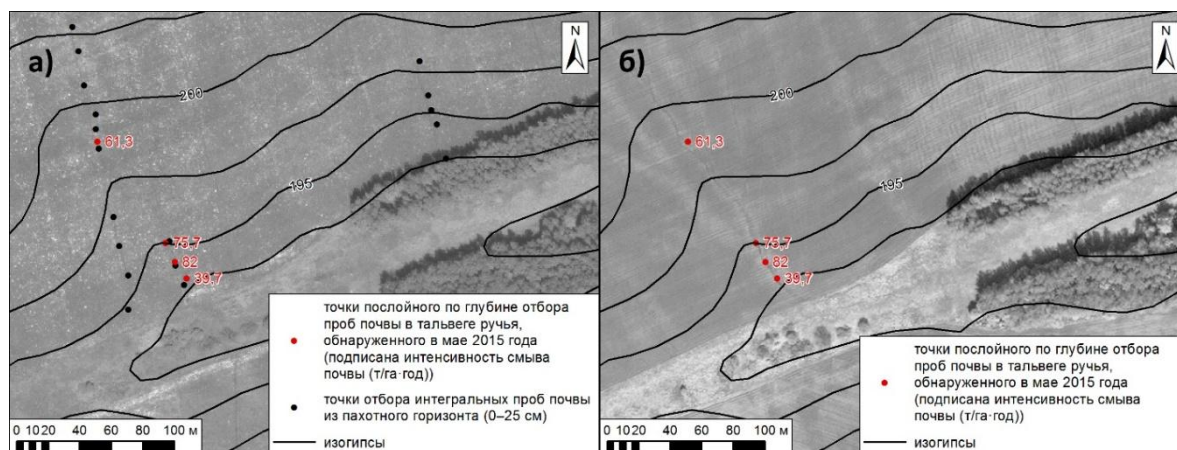 а)
N
200
61,3
195
75,7
82
39,7
точки послойного по глубине отбора
проб почвы в тальвеге ручья,
обнаруженного в мае 2015 года
(подписана интенсивность смыва
почвы (т/га·год))
точки отбора интегральных проб почвы
из пахотного горизонта (0–25 см)
изогипсы
0 10 20 40 60 80 100 м
б)
N
200
61,3
195
75,7
82
39,7
точки послойного по глубине отбора
проб почвы в тальвеге ручья,
обнаруженного в мае 2015 года
(подписана интенсивность смыва
почвы (т/га·год))
изогипсы
0 10 20 40 60 80 100 м